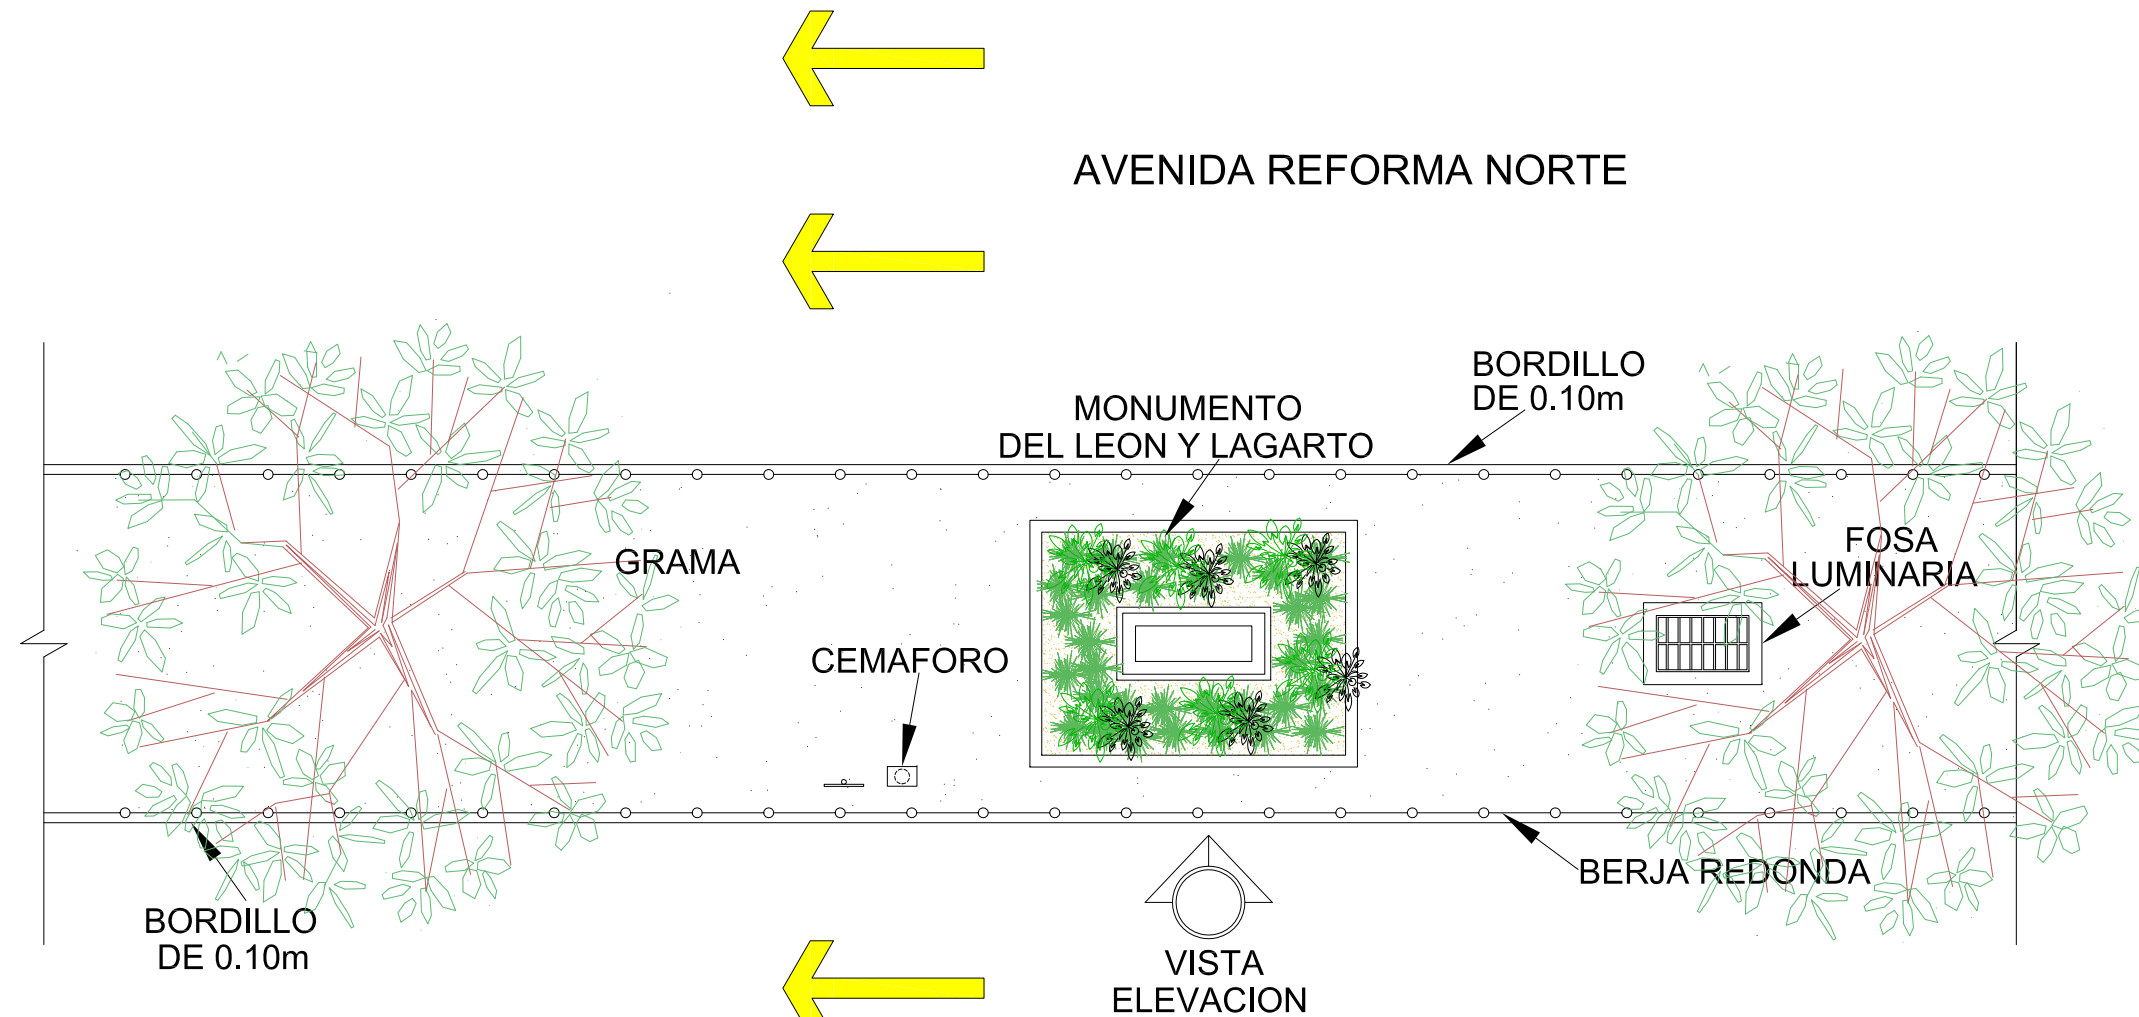 AVENIDA REFORMA NORTE
BORDILLO
DE 0.10m
MONUMENTO
DEL LEON Y LAGARTO
FOSA
LUMINARIA
GRAMA
CEMAFORO
BERJA REDONDA
BORDILLO
DE 0.10m
VISTA
ELEVACION